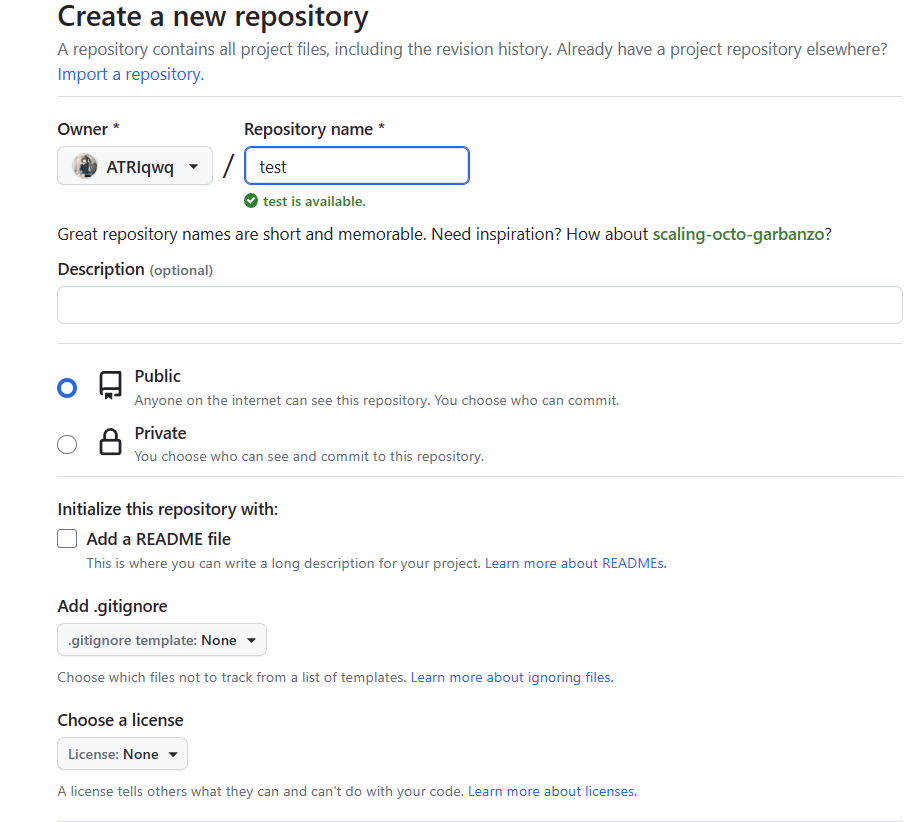 Create a new repository
A repository contains all project files, including the revision history. Already have a project repository elsewhere?
Import a repository.
Owner * Repository name *
ATRIqwq / test
test is available.
Great repository names are short and memorable. Need inspiration? How about scaling-octo-garbanzo?
Description (optional)
Public
Anyone on the internet can see this repository. You choose who can commit.
Private
You choose who can see and commit to this repository.
Initialize this repository with:
Add a README file
This is where you can write a long description for your project. Learn more about READMEs.
Add .gitignore
.gitignore template: None
Choose which files not to track from a list of templates. Learn more about ignoring files.
Choose a license
License: None
A license tells others what they can and can't do with your code. Learn more about licenses.